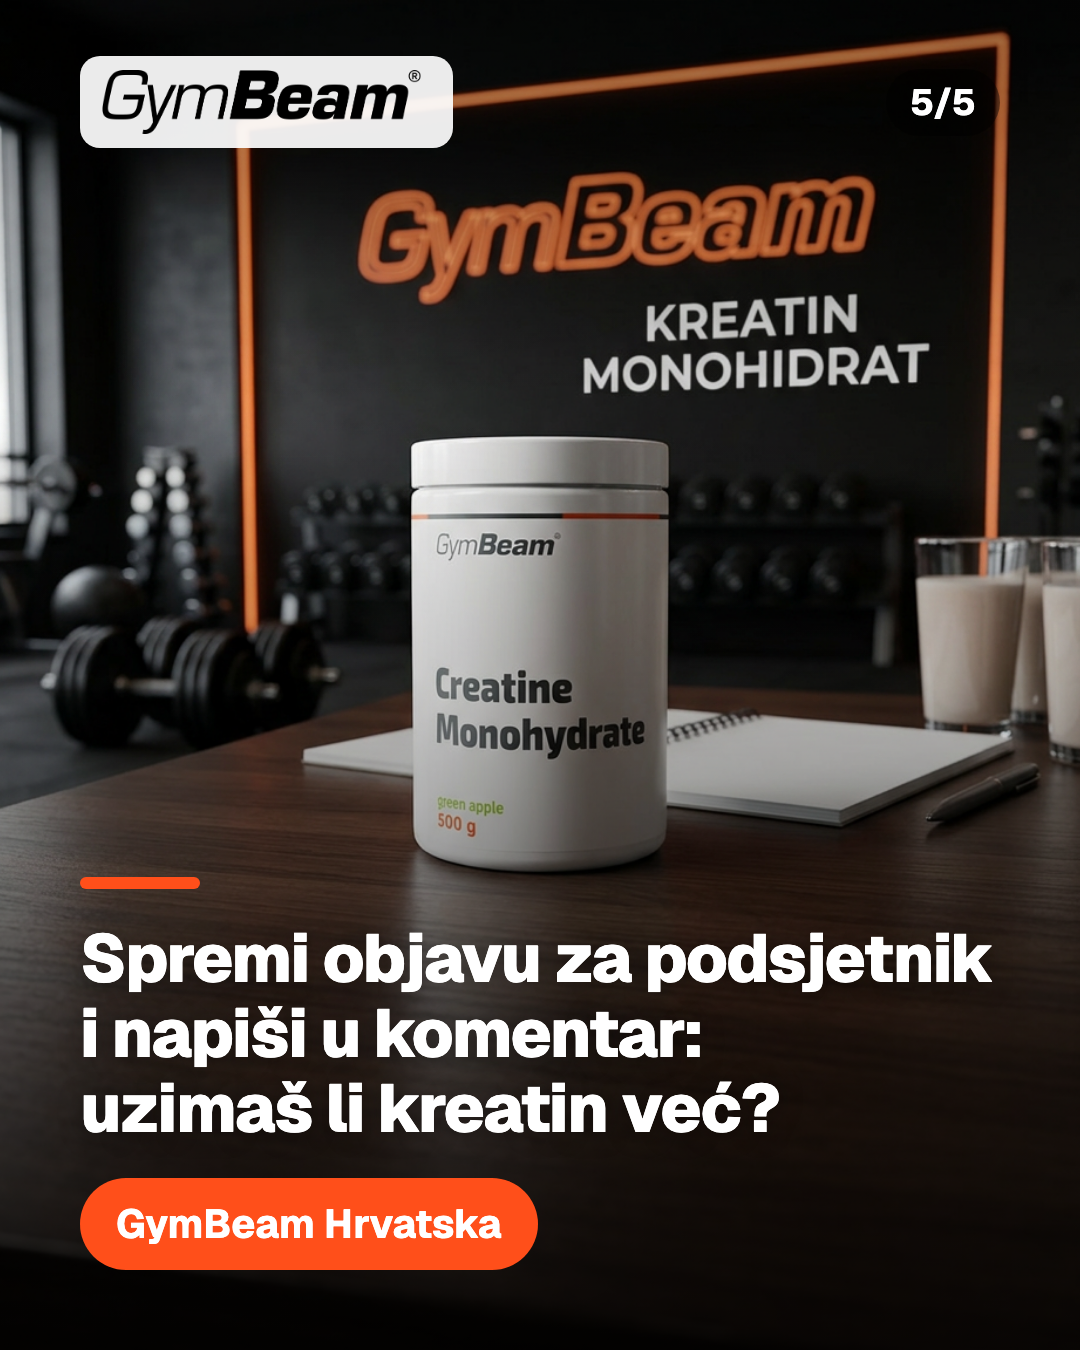 GymBeam®
5/5
GymBeam
KREATIN
MONOHIDRAT
GymBeam®
Creatine
Monohydrate
green apple
500 g
Spremi objavu za podsjetnik
i napiši u komentar:
uzimaš li kreatin već?
GymBeam Hrvatska